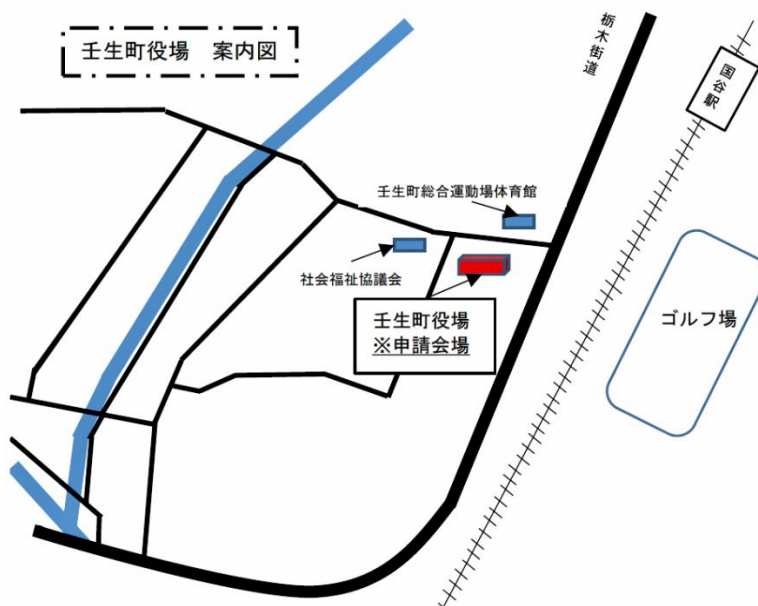 壬生町役場　案内図
栃木街道
国谷駅
壬生町総合運動場体育館
社会福祉協議会
壬生町役場
※申請会場
ゴルフ場